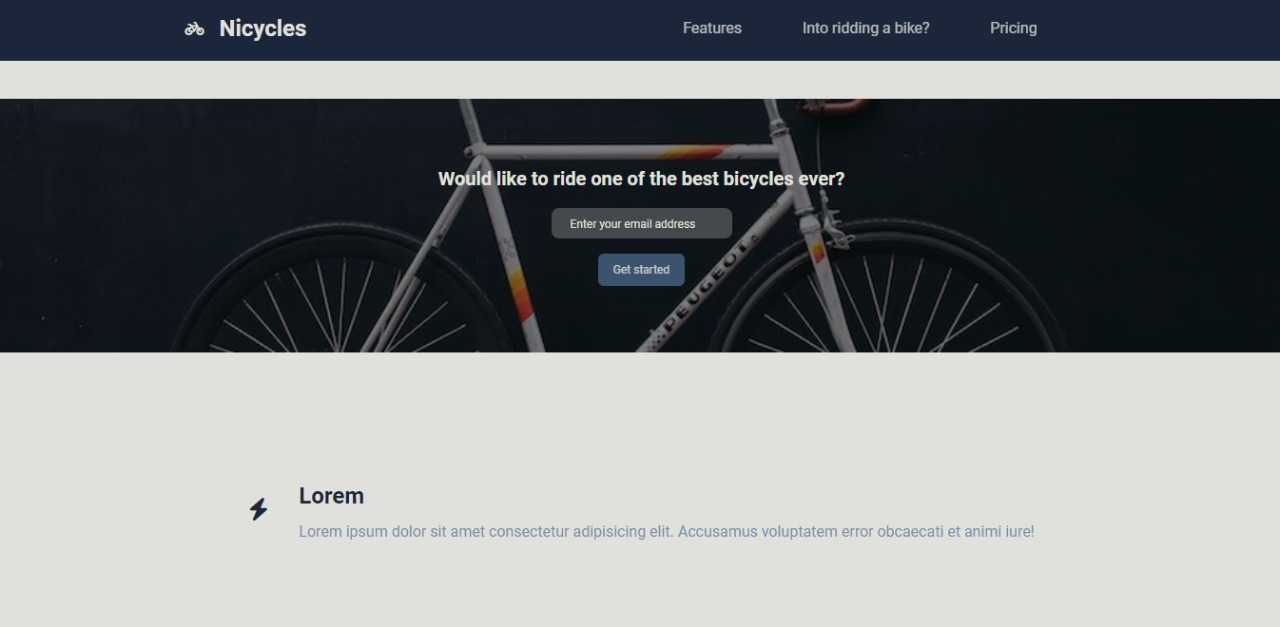 Nicycles
Features
Into ridding a bike?
Pricing
Would like to ride one of the best bicycles ever?
Enter your email address
Get started
PEUGEOT
Lorem
Lorem ipsum dolor sit amet consectetur adipisicing elit. Accusamus voluptatem error obcaecati et animi iure!